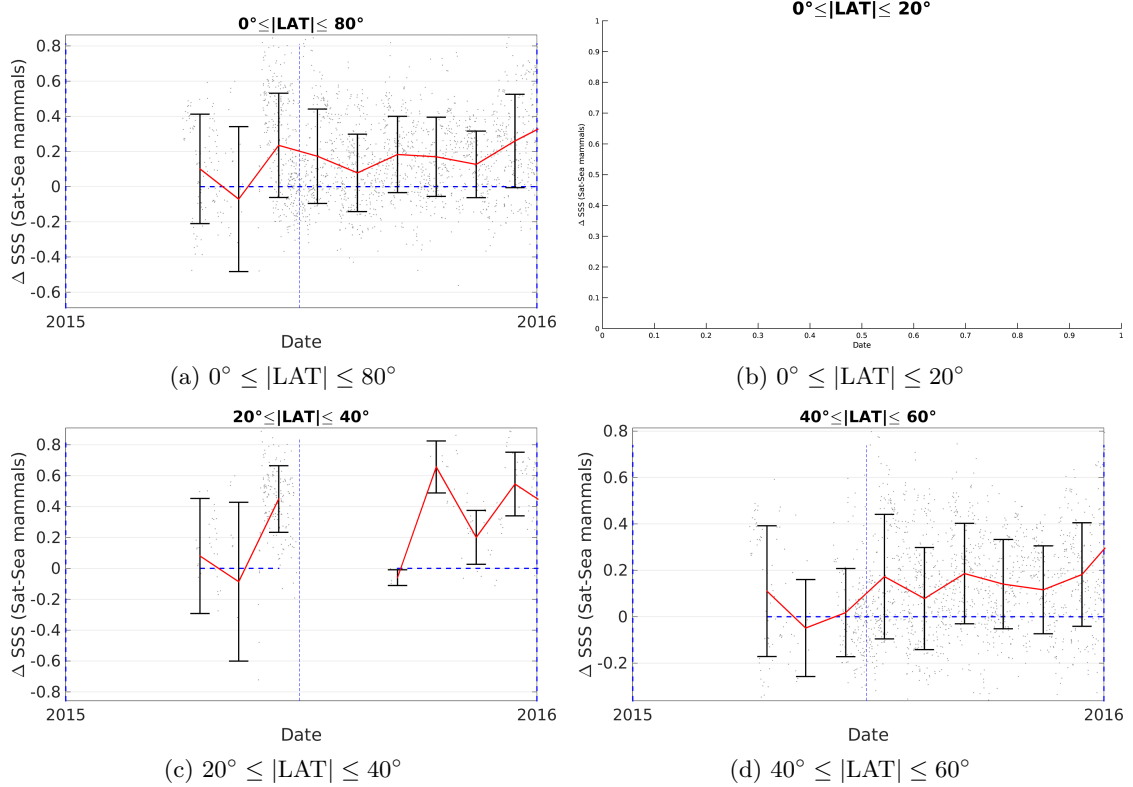 0°≤|LAT|≤ 80°
Δ SSS (Sat-Sea mammals)
0.8
0.6
0.4
0.2
0
-0.2
-0.4
-0.6
2015
2016
Date
(a) 0° ≤ |LAT| ≤ 80°
0°≤|LAT|≤ 20°
Δ SSS (Sat-Sea mammals)
1
0.9
0.8
0.7
0.6
0.5
0.4
0.3
0.2
0.1
0
0 0.1 0.2 0.3 0.4 0.5 0.6 0.7 0.8 0.9 1
Date
(b) 0° ≤ |LAT| ≤ 20°
20°≤|LAT|≤ 40°
Δ SSS (Sat-Sea mammals)
0.8
0.6
0.4
0.2
0
-0.2
-0.4
-0.6
-0.8
2015
2016
Date
(c) 20° ≤ |LAT| ≤ 40°
40°≤|LAT|≤ 60°
Δ SSS (Sat-Sea mammals)
0.8
0.6
0.4
0.2
0
-0.2
2015
2016
Date
(d) 40° ≤ |LAT| ≤ 60°